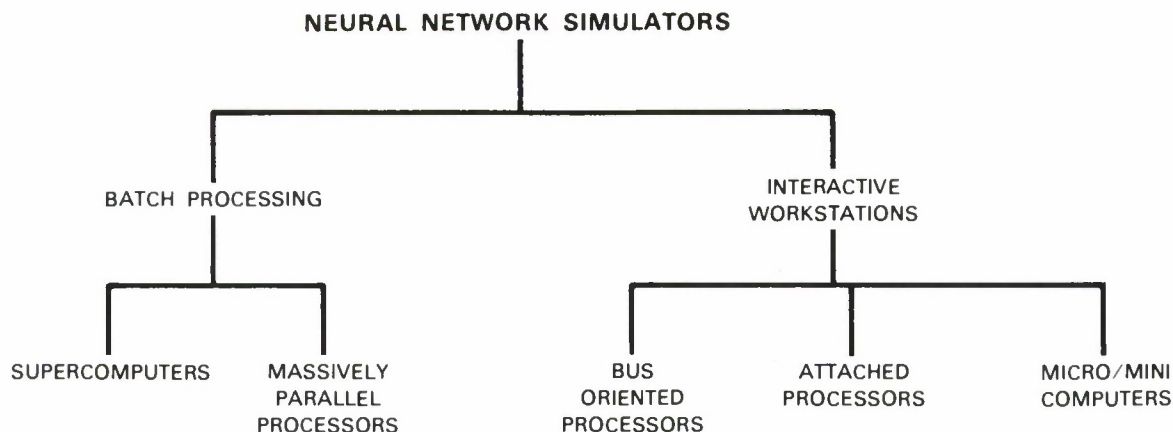 NEURAL NETWORK SIMULATORS
BATCH PROCESSING
INTERACTIVE
WORKSTATIONS
SUPERCOMPUTERS
MASSIVELY
PARALLEL
PROCESSORS
BUS
ORIENTED
PROCESSORS
ATTACHED
PROCESSORS
MICRO/MINI
COMPUTERS